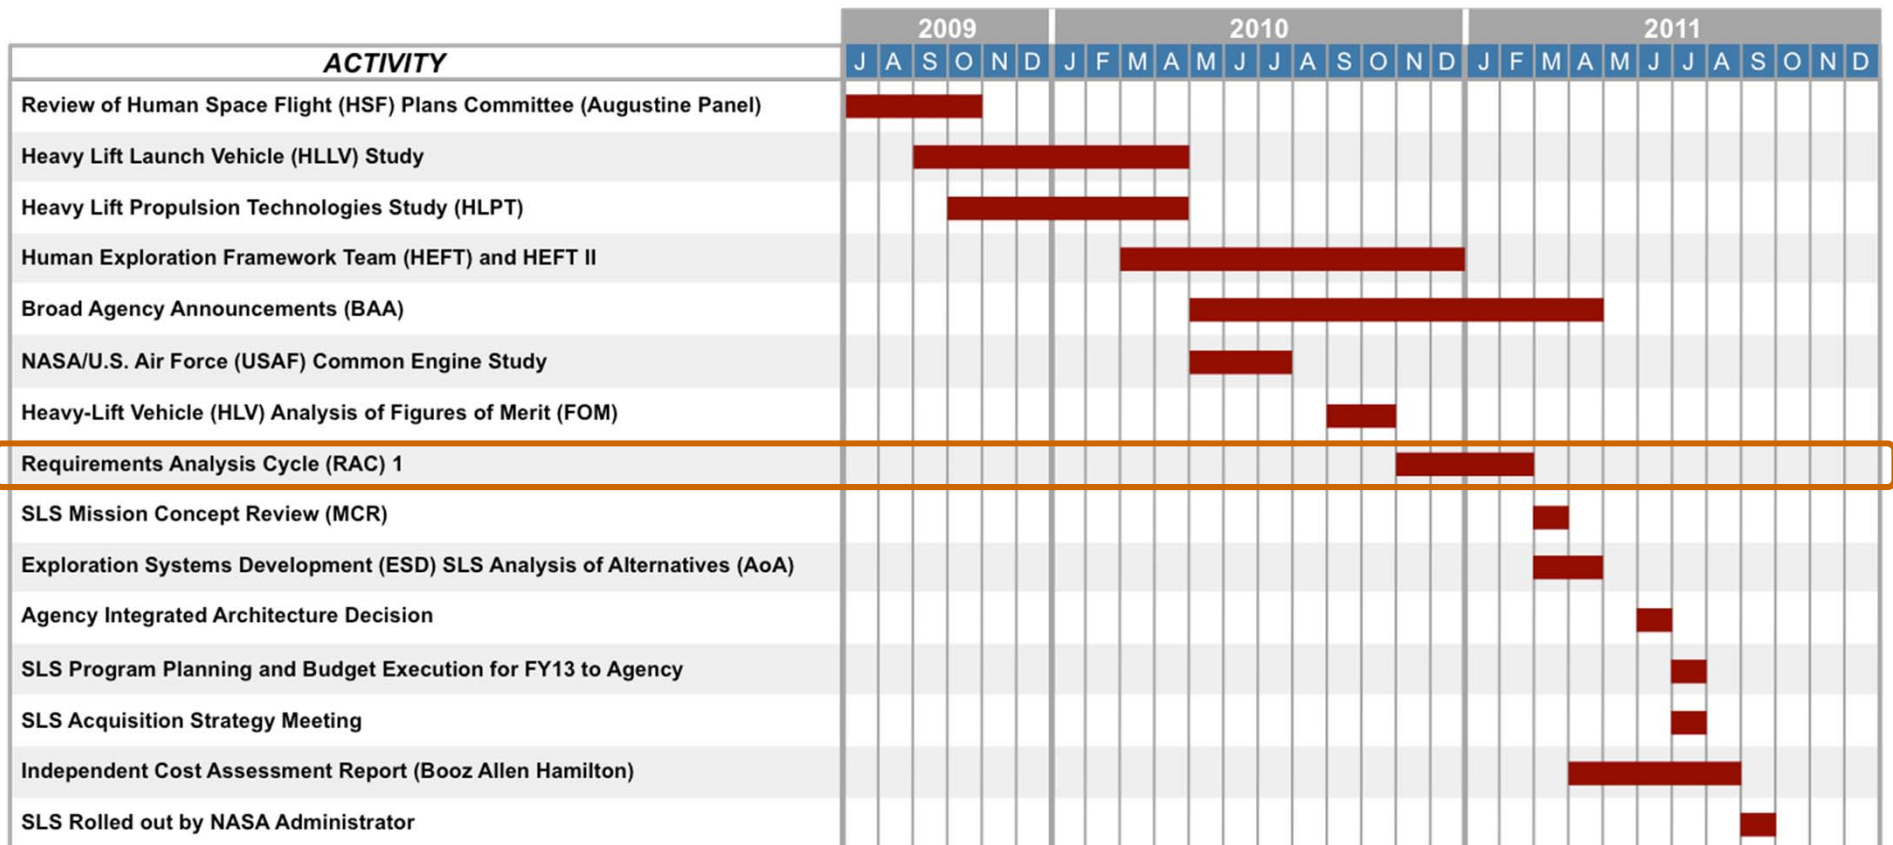 2009 2010 2011
ACTIVITY J A S O N D J F M A M J J A S O N D J F M A M J J A S O N D
Review of Human Space Flight (HSF) Plans Committee (Augustine Panel)
Heavy Lift Launch Vehicle (HLLV) Study
Heavy Lift Propulsion Technologies Study (HLPT)
Human Exploration Framework Team (HEFT) and HEFT II
Broad Agency Announcements (BAA)
NASA/U.S. Air Force (USAF) Common Engine Study
Heavy-Lift Vehicle (HLV) Analysis of Figures of Merit (FOM)
Requirements Analysis Cycle (RAC) 1
SLS Mission Concept Review (MCR)
Exploration Systems Development (ESD) SLS Analysis of Alternatives (AoA)
Agency Integrated Architecture Decision
SLS Program Planning and Budget Execution for FY13 to Agency
SLS Acquisition Strategy Meeting
Independent Cost Assessment Report (Booz Allen Hamilton)
SLS Rolled out by NASA Administrator